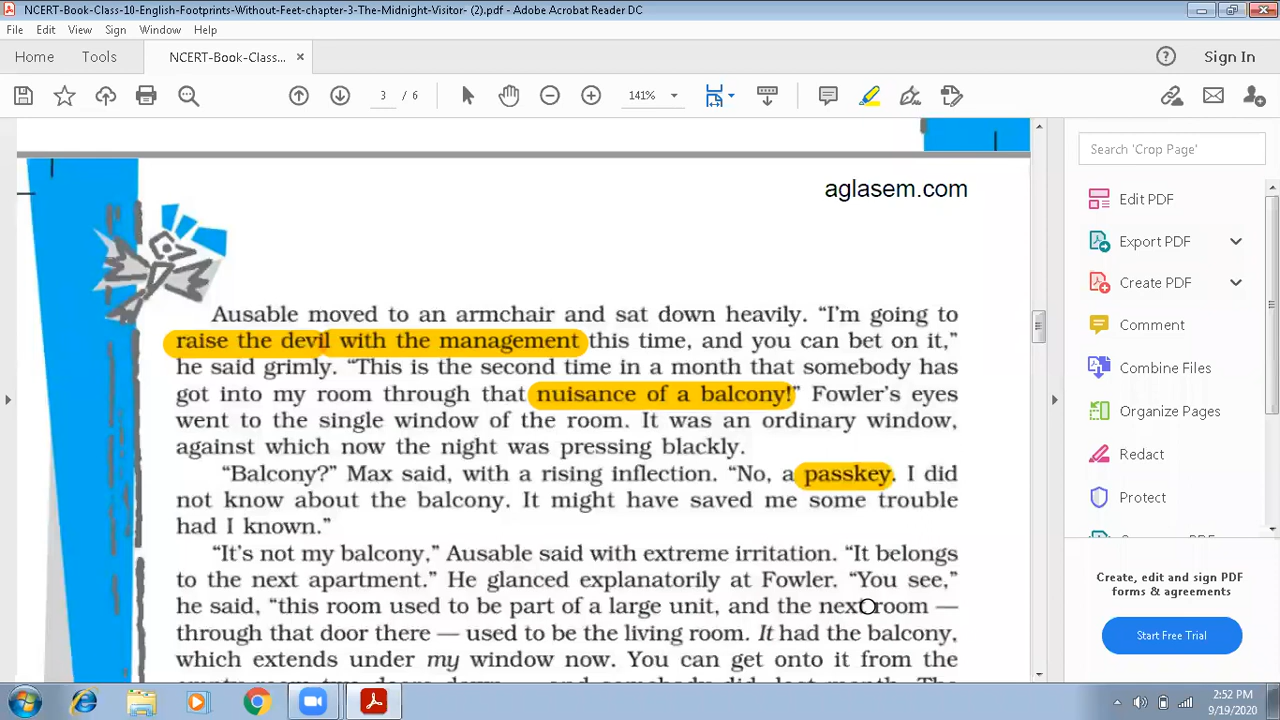 NCERT-Book-Class-10-English-Footprints-Without-Feet-chapter-3-The-Midnight-Visitor- (2).pdf - Adobe Acrobat Reader DC
File Edit View Sign Window Help
Home Tools NCERT-Book-Class... × Sign In
3 / 6 141%
aglasem.com
Ausable moved to an armchair and sat down heavily. “I’m going to
raise the devil with the management this time, and you can bet on it,”
he said grimly. “This is the second time in a month that somebody has
got into my room through that nuisance of a balcony!” Fowler’s eyes
went to the single window of the room. It was an ordinary window,
against which now the night was pressing blackly.
“Balcony?” Max said, with a rising inflection. “No, a passkey. I did
not know about the balcony. It might have saved me some trouble
had I known.”
“It’s not my balcony,” Ausable said with extreme irritation. “It belongs
to the next apartment.” He glanced explanatorily at Fowler. “You see,”
he said, “this room used to be part of a large unit, and the next room —
through that door there — used to be the living room. It had the balcony,
which extends under my window now. You can get onto it from the
Search 'Crop Page'
Edit PDF
Export PDF
Create PDF
Comment
Combine Files
Organize Pages
Redact
Protect
Create, edit and sign PDF
forms & agreements
Start Free Trial
2:52 PM
9/19/2020